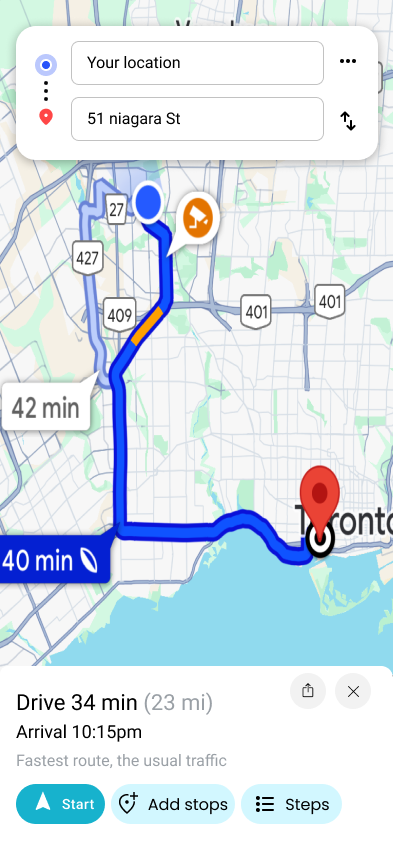 Your location
51 niagara St
27
427
409
401
401
42 min
Toronto
40 min
Drive 34 min (23 mi)
Arrival 10:15pm
Fastest route, the usual traffic
Start
Add stops
Steps